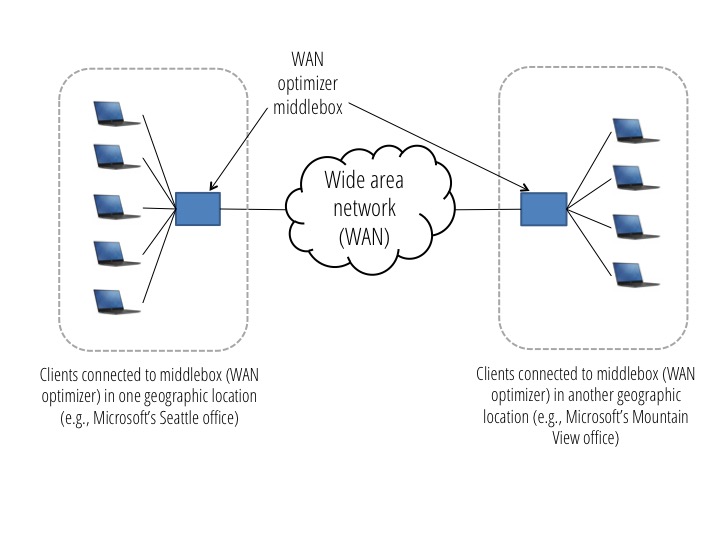 WAN
optimizer
middlebox
Wide area
network
(WAN)
Clients connected to middlebox (WAN
optimizer) in one geographic location
(e.g., Microsoft's Seattle office)
Clients connected to middlebox (WAN
optimizer) in another geographic
location (e.g., Microsoft's Mountain
View office)